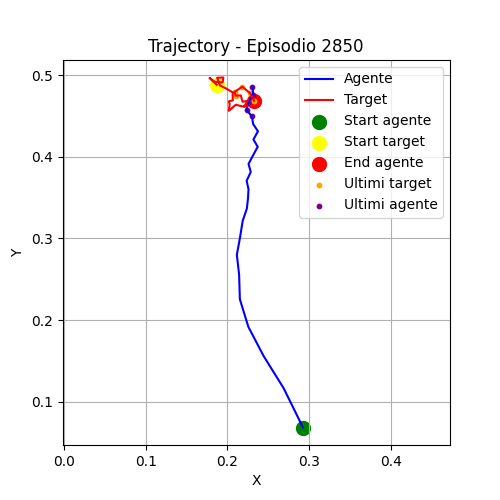 Trajectory - Episodio 2850
Agente
Target
Start agente
Start target
End agente
Ultimi target
Ultimi agente
Y
0.5
0.4
0.3
0.2
0.1
0.0
0.1
0.2
0.3
0.4
X